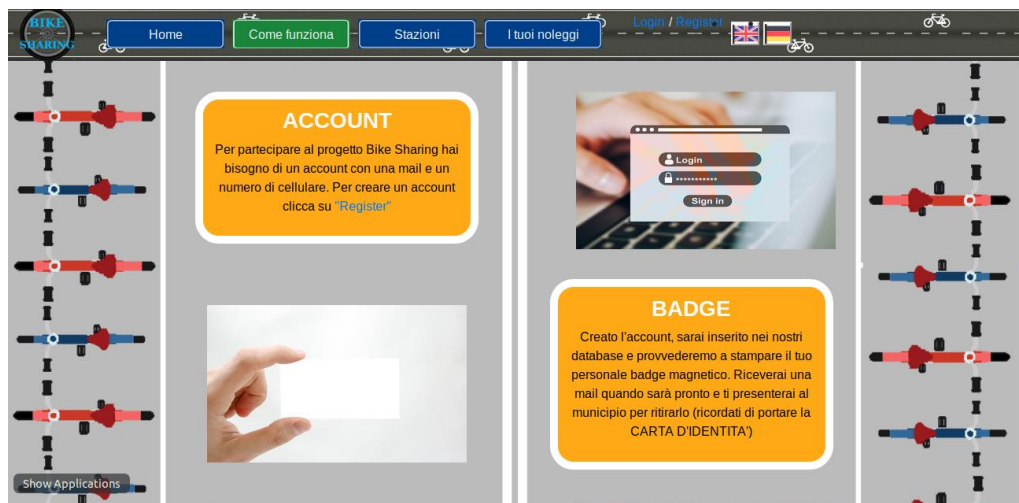 BIKE
SHARING
Home
Come funziona
Stazioni
I tuoi noleggi
Login / Register
ACCOUNT
Per partecipare al progetto Bike Sharing hai
bisogno di un account con una mail e un
numero di cellulare. Per creare un account
clicca su "Register"
Login
Sign in
BADGE
Creato l'account, sarai inserito nei nostri
database e provvederemo a stampare il tuo
personale badge magnetico. Riceverai una
mail quando sarà pronto e ti presenterai al
municipio per ritirarlo (ricordati di portare la
CARTA D'IDENTITA')
Show Applications